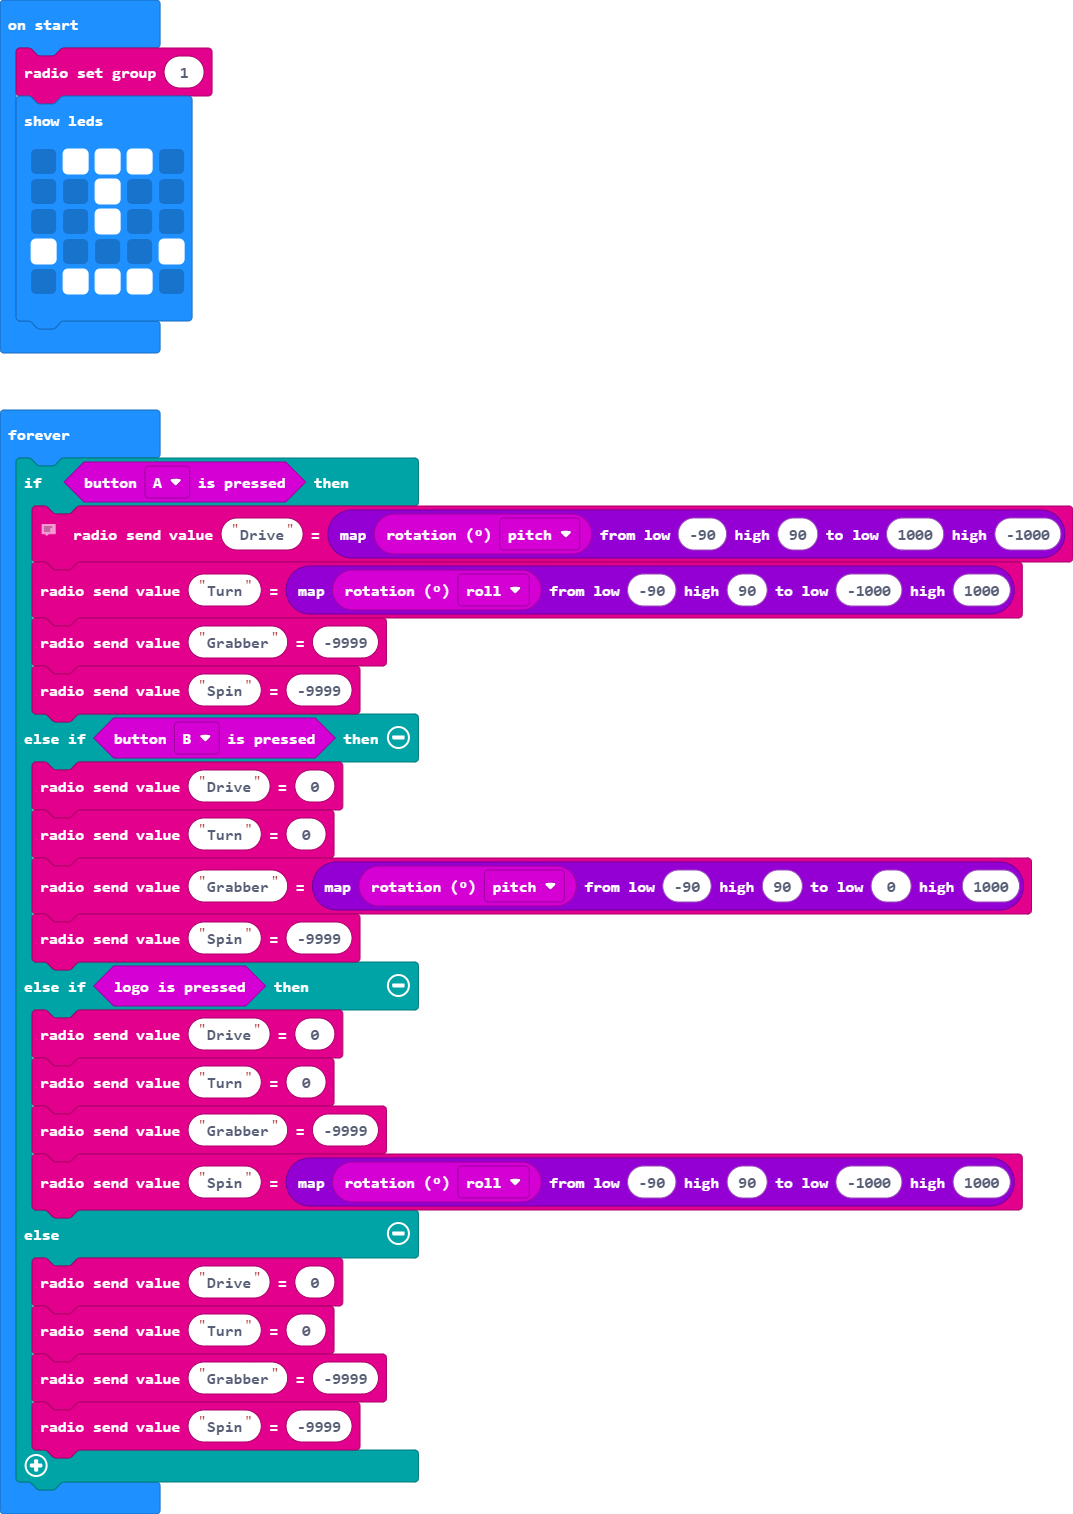 on start
radio set group 1
show leds
forever
if button A is pressed then
radio send value "Drive" = map rotation (º) pitch from low -90 high 90 to low 1000 high -1000
radio send value "Turn" = map rotation (º) roll from low -90 high 90 to low -1000 high 1000
radio send value "Grabber" = -9999
radio send value "Spin" = -9999
else if button B is pressed then
radio send value "Drive" = 0
radio send value "Turn" = 0
radio send value "Grabber" = map rotation (º) pitch from low -90 high 90 to low 0 high 1000
radio send value "Spin" = -9999
else if logo is pressed then
radio send value "Drive" = 0
radio send value "Turn" = 0
radio send value "Grabber" = -9999
radio send value "Spin" = map rotation (º) roll from low -90 high 90 to low -1000 high 1000
else
radio send value "Drive" = 0
radio send value "Turn" = 0
radio send value "Grabber" = -9999
radio send value "Spin" = -9999